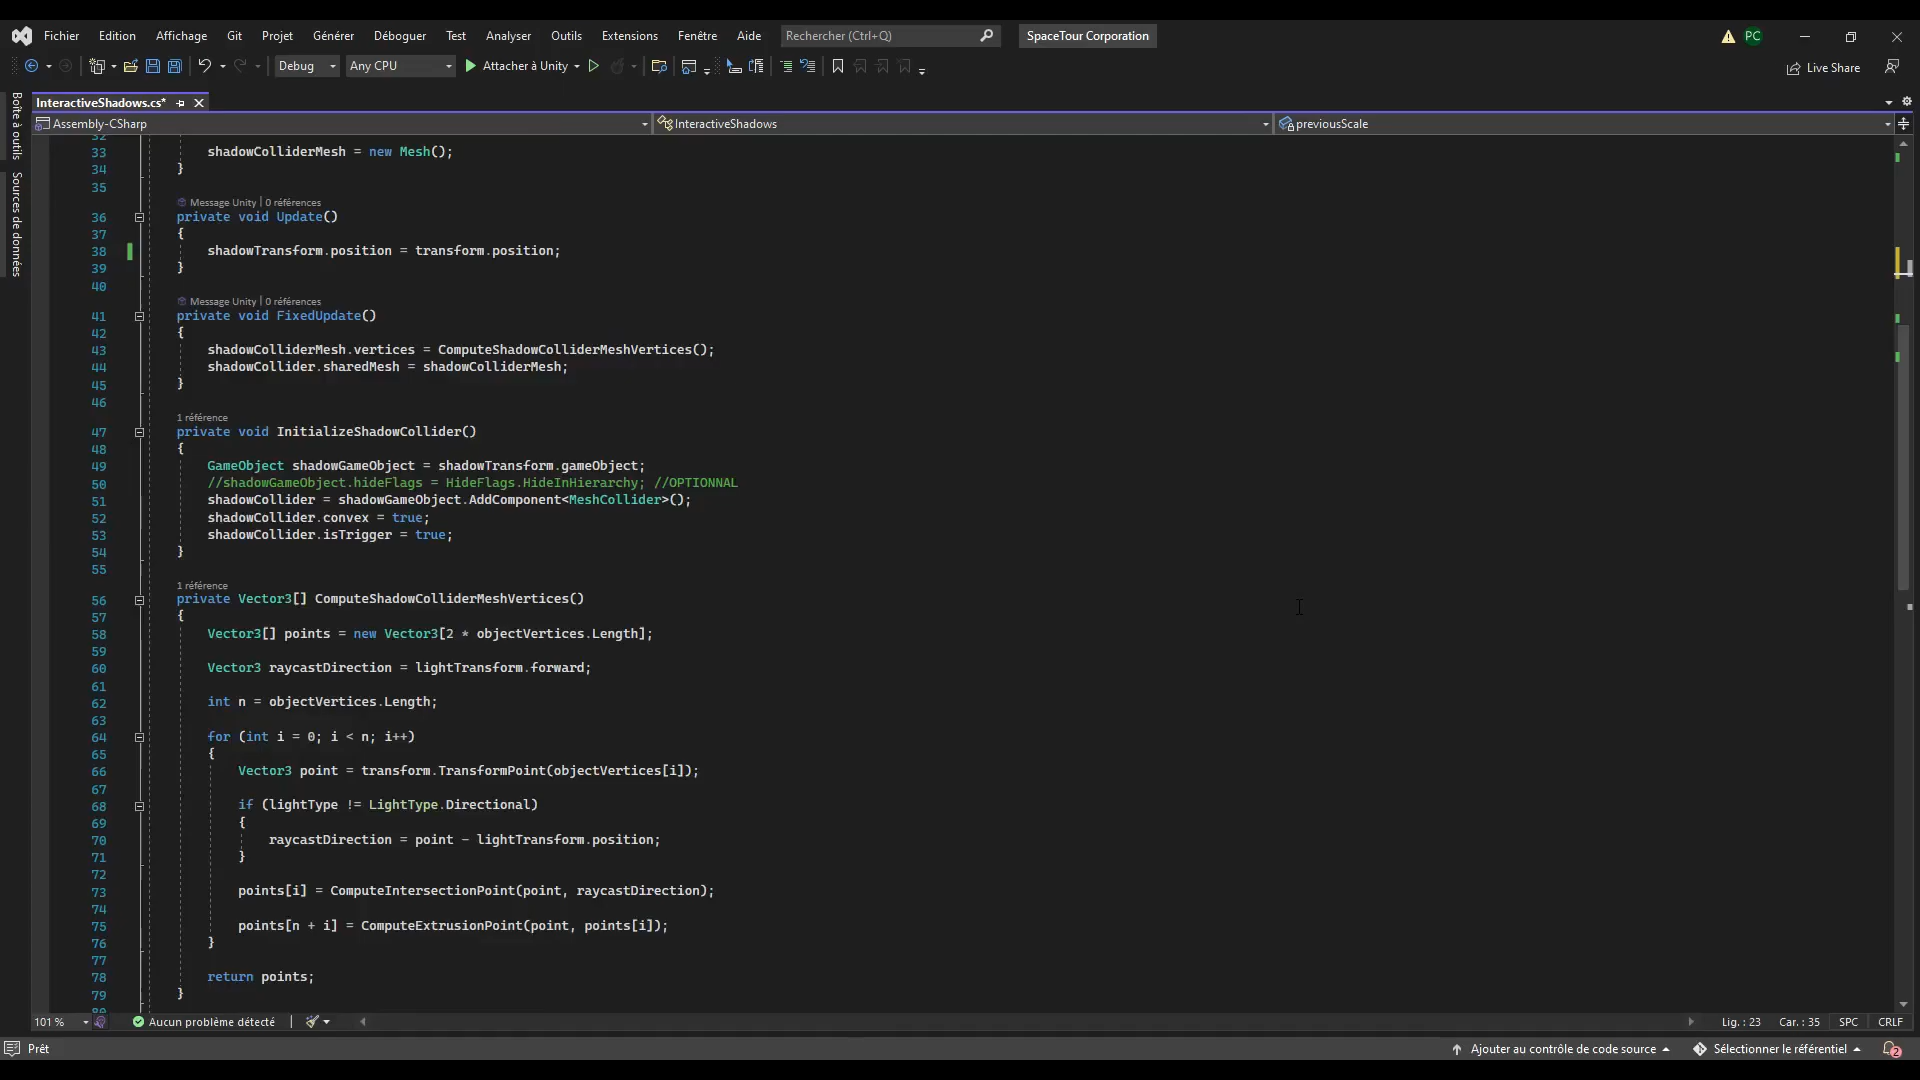 Fichier Edition Affichage Git Projet Générer Déboguer Test Analyser Outils Extensions Fenêtre Aide Rechercher (Ctrl+Q) SpaceTour Corporation PC
Debug Any CPU Attacher à Unity Live Share
InteractiveShadows.cs*
Assembly-CSharp InteractiveShadows previousScale
Boîte à outils
Sources de données
32
33 shadowColliderMesh = new Mesh();
34 }
35
Message Unity | 0 références
36 private void Update()
37 {
38 shadowTransform.position = transform.position;
39 }
40
Message Unity | 0 références
41 private void FixedUpdate()
42 {
43 shadowColliderMesh.vertices = ComputeShadowColliderMeshVertices();
44 shadowCollider.sharedMesh = shadowColliderMesh;
45 }
46
1 référence
47 private void InitializeShadowCollider()
48 {
49 GameObject shadowGameObject = shadowTransform.gameObject;
50 //shadowGameObject.hideFlags = HideFlags.HideInHierarchy; //OPTIONNAL
51 shadowCollider = shadowGameObject.AddComponent<MeshCollider>();
52 shadowCollider.convex = true;
53 shadowCollider.isTrigger = true;
54 }
55
1 référence
56 private Vector3[] ComputeShadowColliderMeshVertices()
57 {
58 Vector3[] points = new Vector3[2 * objectVertices.Length];
59
60 Vector3 raycastDirection = lightTransform.forward;
61
62 int n = objectVertices.Length;
63
64 for (int i = 0; i < n; i++)
65 {
66 Vector3 point = transform.TransformPoint(objectVertices[i]);
67
68 if (lightType != LightType.Directional)
69 {
70 raycastDirection = point - lightTransform.position;
71 }
72
73 points[i] = ComputeIntersectionPoint(point, raycastDirection);
74
75 points[n + i] = ComputeExtrusionPoint(point, points[i]);
76 }
77
78 return points;
79 }
80
101 % Aucun problème détecté Lig. : 23 Car. : 35 SPC CRLF
Prêt Ajouter au contrôle de code source Sélectionner le référentiel 2